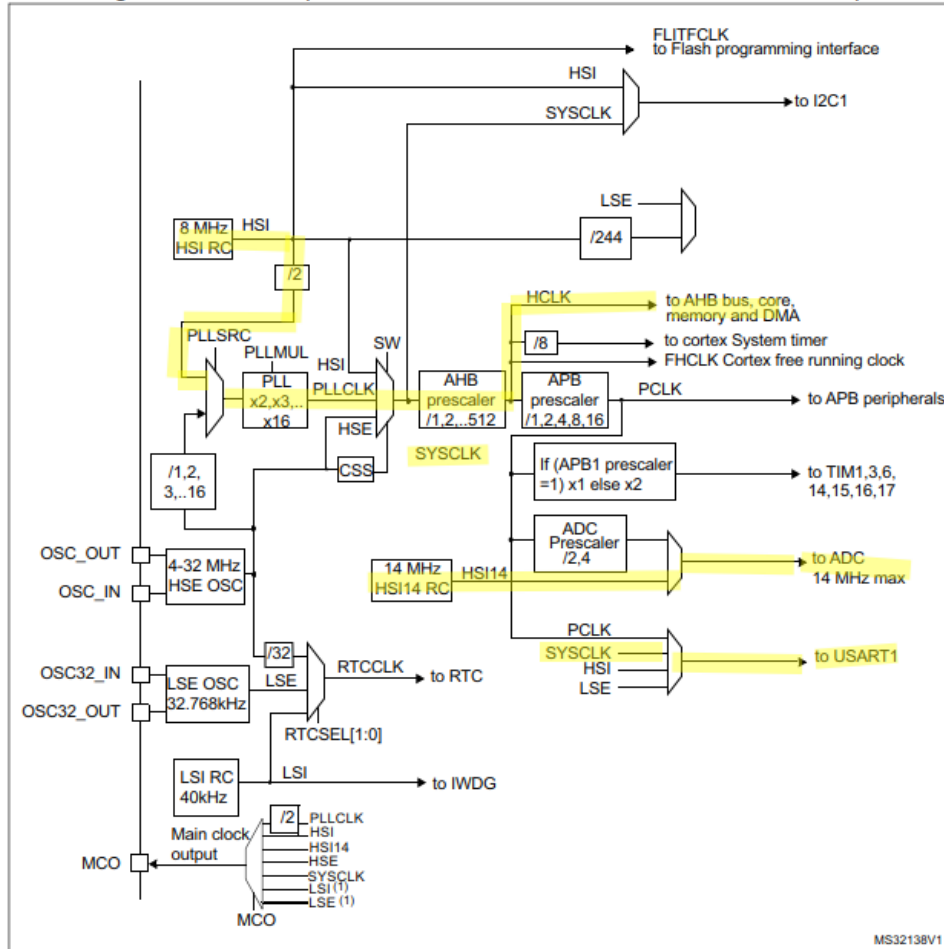 FLITFCLK
to Flash programming interface
HSI
to I2C1
SYSCLK
LSE
8 MHz
HSI RC
HSI
/244
/2
HCLK
to AHB bus, core,
memory and DMA
PLLSRC
SW
/8
to cortex System timer
PLLMUL
HSI
FHCLK Cortex free running clock
PLL
x2,x3,..
x16
PLLCLK
AHB
prescaler
/1,2,..512
APB
prescaler
/1,2,4,8,16
PCLK
to APB peripherals
HSE
SYSCLK
CSS
/1,2,
3,..16
If (APB1 prescaler
=1) x1 else x2
to TIM1,3,6,
14,15,16,17
OSC_OUT
OSC_IN
4-32 MHz
HSE OSC
ADC
Prescaler
/2,4
14 MHz
HSI14 RC
HSI14
to ADC
14 MHz max
PCLK
SYSCLK
HSI
LSE
to USART1
/32
OSC32_IN
OSC32_OUT
LSE OSC
32.768kHz
LSE
RTCCLK
to RTC
RTCSEL[1:0]
LSI RC
40kHz
LSI
to IWDG
/2
PLLCLK
HSI
HSI14
HSE
SYSCLK
LSI (1)
LSE (1)
Main clock
output
MCO
MCO
MS32138V1